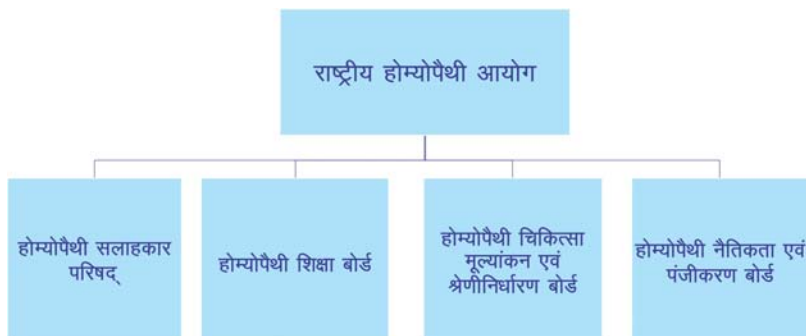 राष्ट्रीय होम्योपैथी आयोग
होम्योपैथी सलाहकार
परिषद्
होम्योपैथी शिक्षा बोर्ड
होम्योपैथी चिकित्सा
मूल्यांकन एवं
श्रेणीनिर्धारण बोर्ड
होम्योपैथी नैतिकता एवं
पंजीकरण बोर्ड